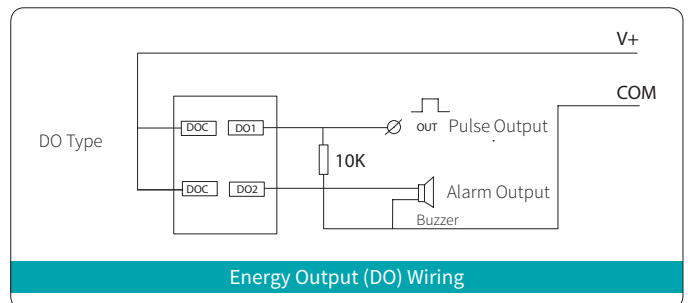 V+
COM
DO Type
DOC DO1 OUT Pulse Output
10K
DOC DO2 Alarm Output
Buzzer
Energy Output (DO) Wiring